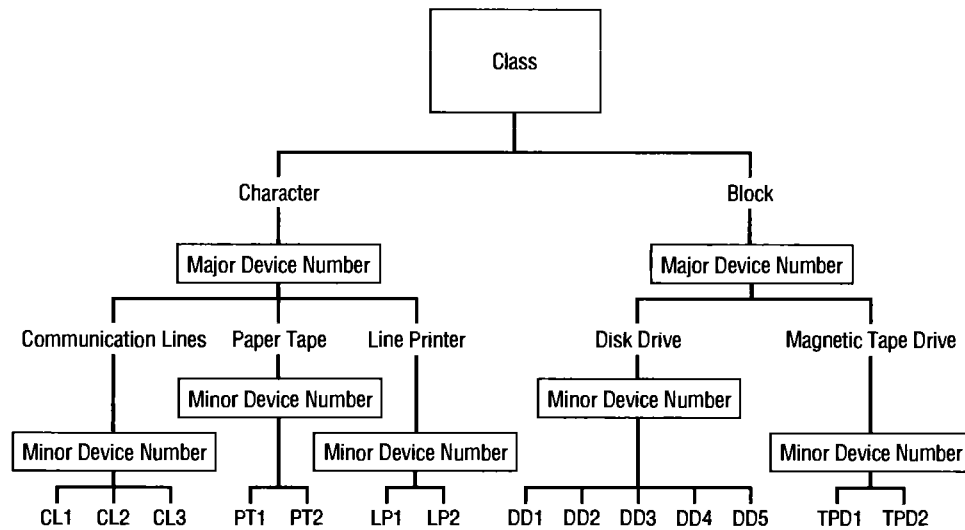 Class
Character Block
Major Device Number Major Device Number
Communication Lines Paper Tape Line Printer Disk Drive Magnetic Tape Drive
Minor Device Number Minor Device Number
Minor Device Number Minor Device Number Minor Device Number
CL1 CL2 CL3 PT1 PT2 LP1 LP2 DD1 DD2 DD3 DD4 DD5 TPD1 TPD2